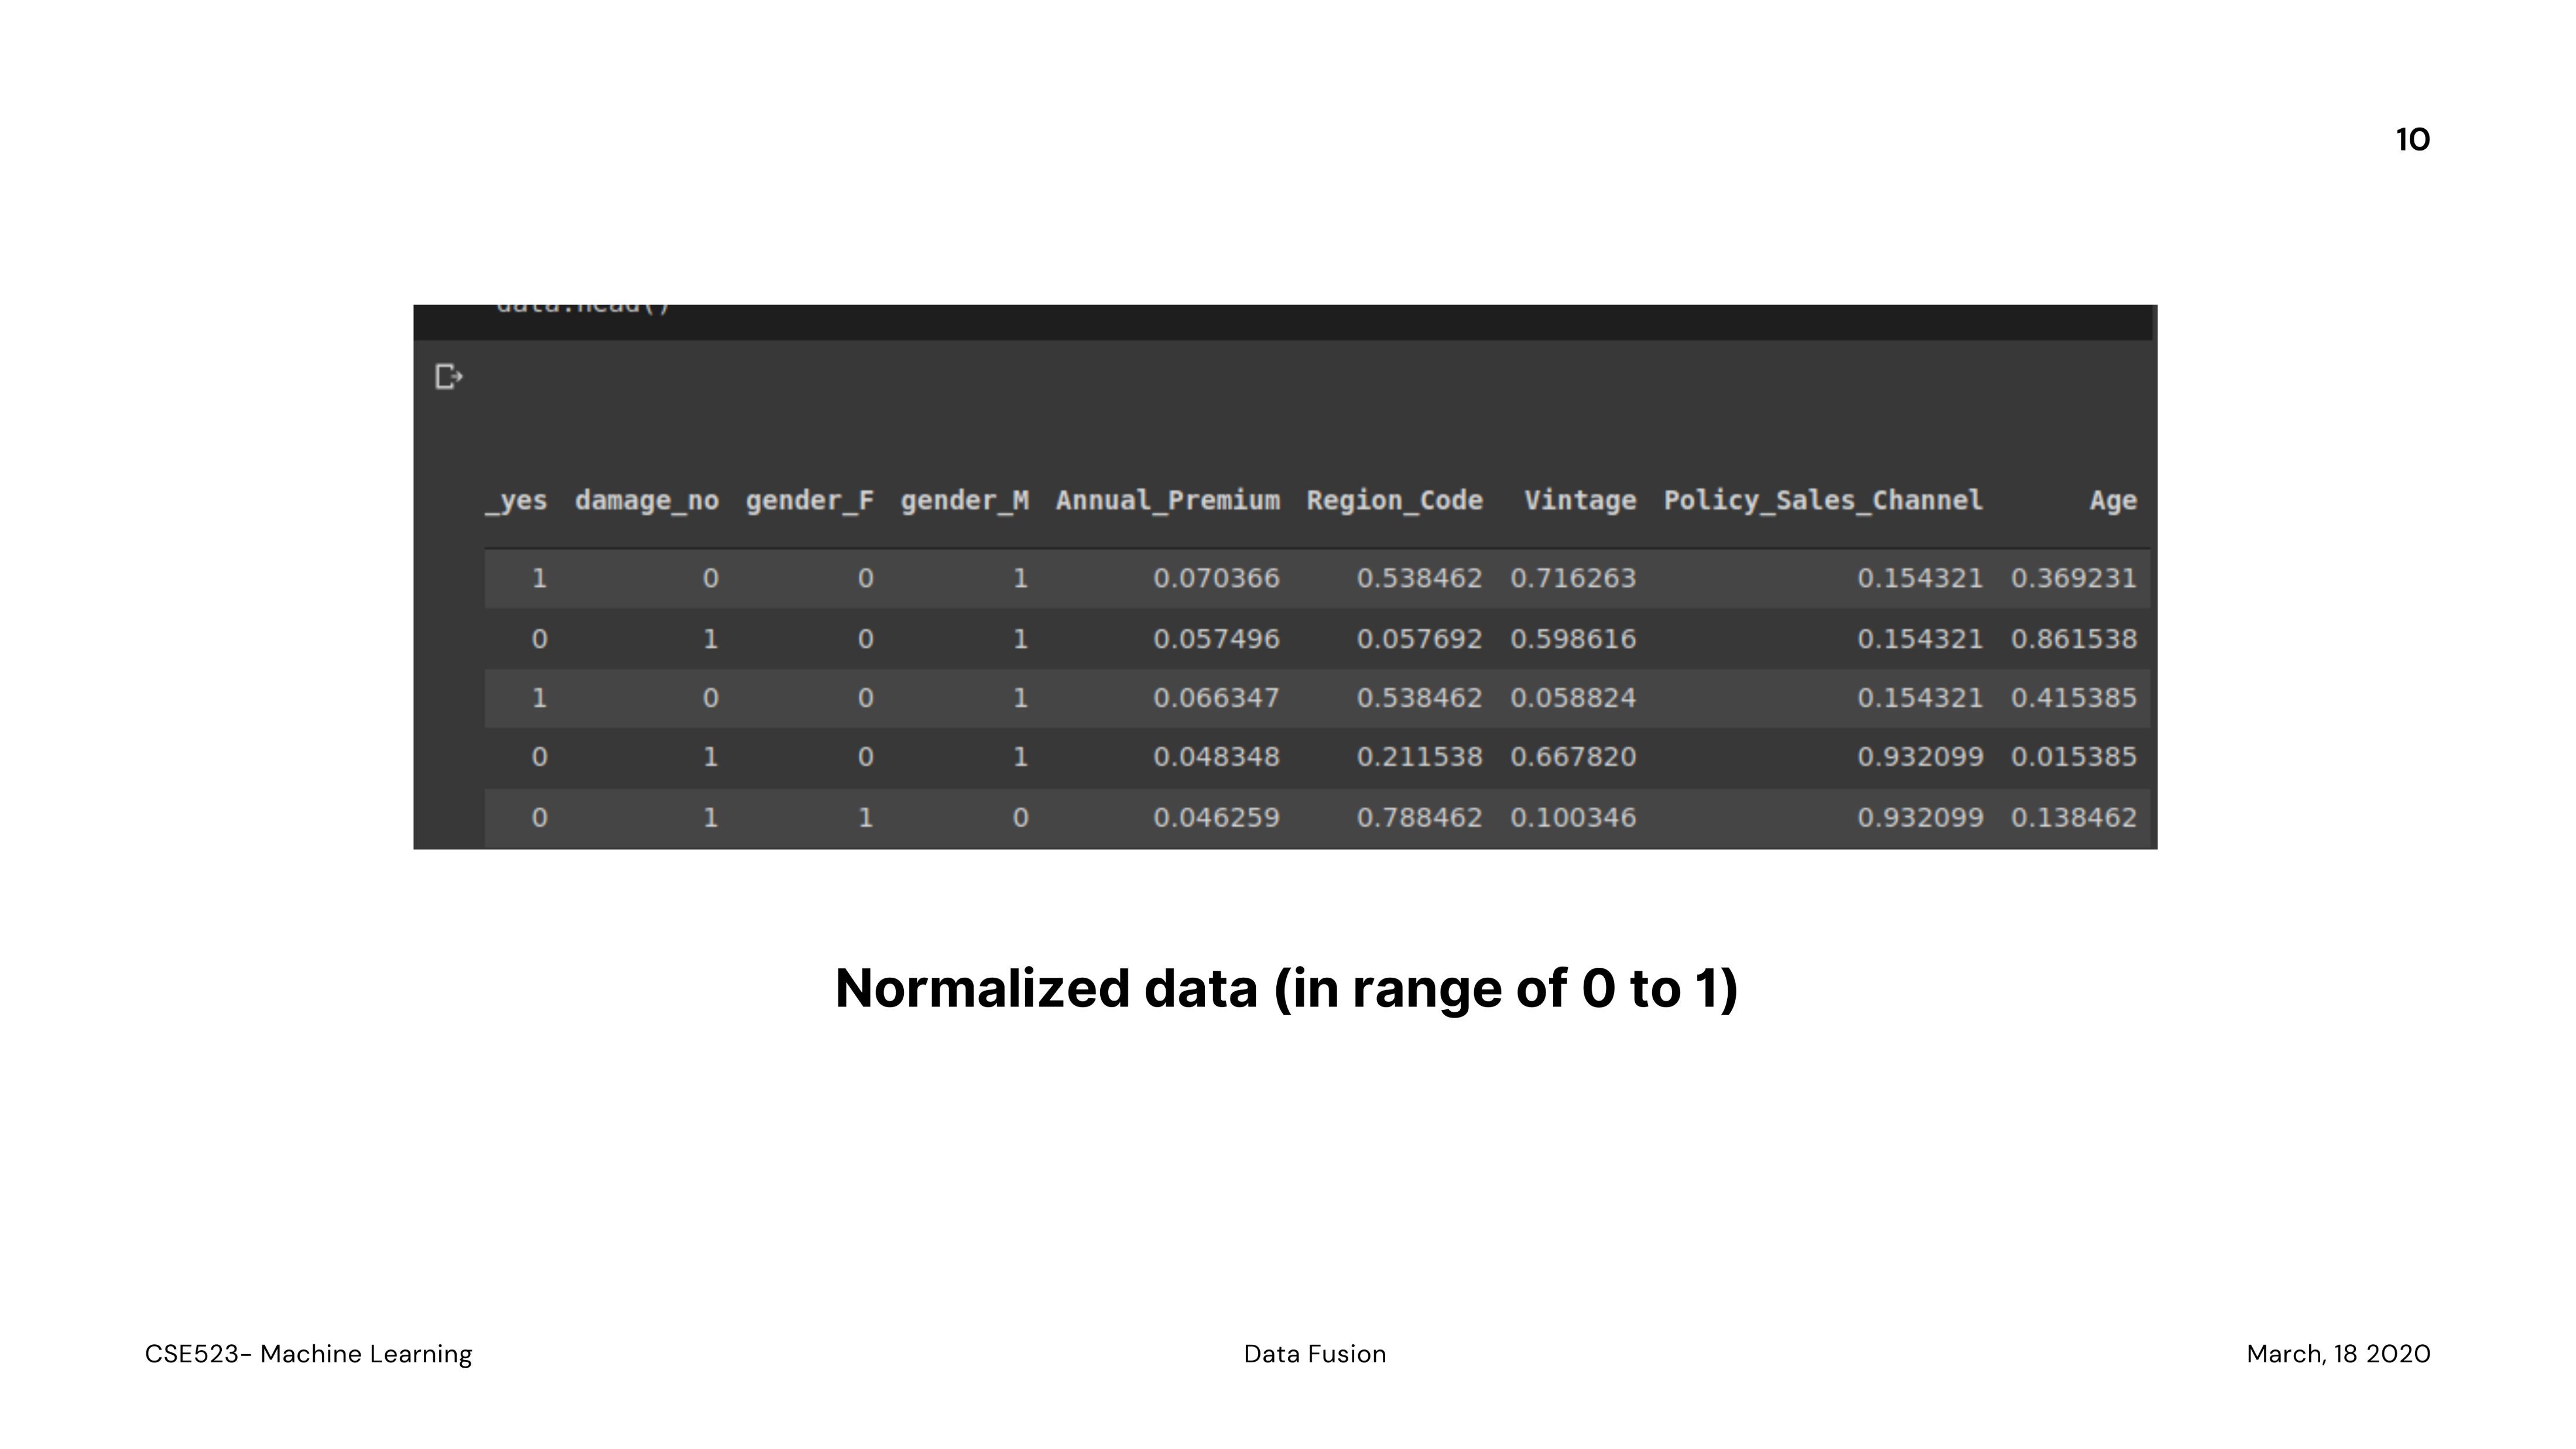 10
data.head()
_yes damage_no gender_F gender_M Annual_Premium Region_Code Vintage Policy_Sales_Channel Age
1 0 0 1 0.070366 0.538462 0.716263 0.154321 0.369231
0 1 0 1 0.057496 0.057692 0.598616 0.154321 0.861538
1 0 0 1 0.066347 0.538462 0.058824 0.154321 0.415385
0 1 0 1 0.048348 0.211538 0.667820 0.932099 0.015385
0 1 1 0 0.046259 0.788462 0.100346 0.932099 0.138462
Normalized data (in range of 0 to 1)
CSE523- Machine Learning Data Fusion March, 18 2020